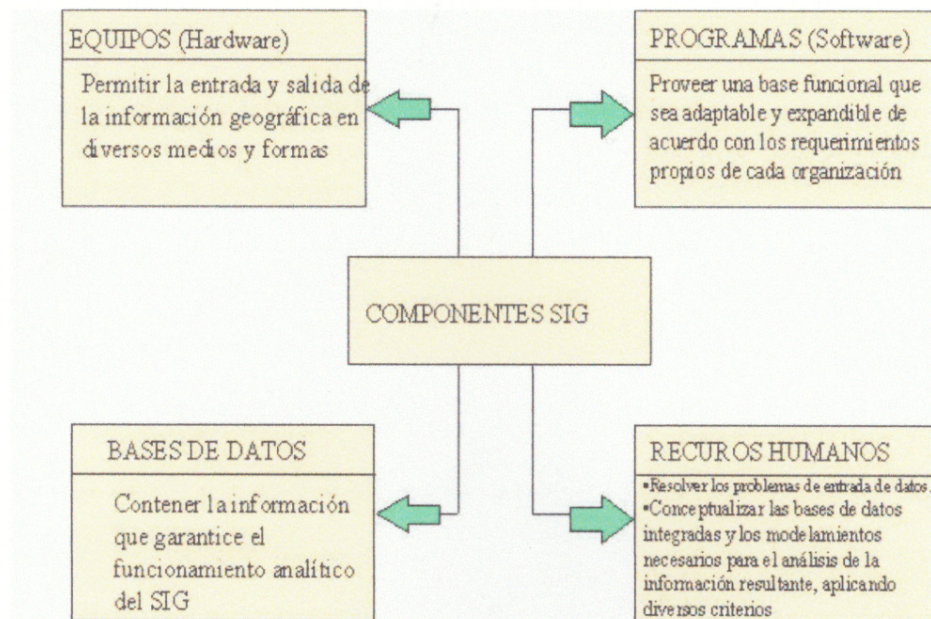 EQUIPOS (Hardware)
Permitir la entrada y salida de
la información geográfica en
diversos medios y formas
PROGRAMAS (Software)
Proveer una base funcional que
sea adaptable y expandible de
acuerdo con los requerimientos
propios de cada organización
COMPONENTES SIG
BASES DE DATOS
Contener la información
que garantice el
funcionamiento analítico
del SIG
RECUROS HUMANOS
▪Resolver los problemas de entrada de datos.
▪Conceptualizar las bases de datos
integradas y los modelamientos
necesarios para el análisis de la
información resultante, aplicando
diversos criterios